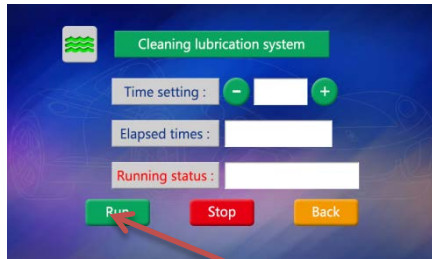 Cleaning lubrication system
Time setting : - +
Elapsed times :
Running status :
Run Stop Back